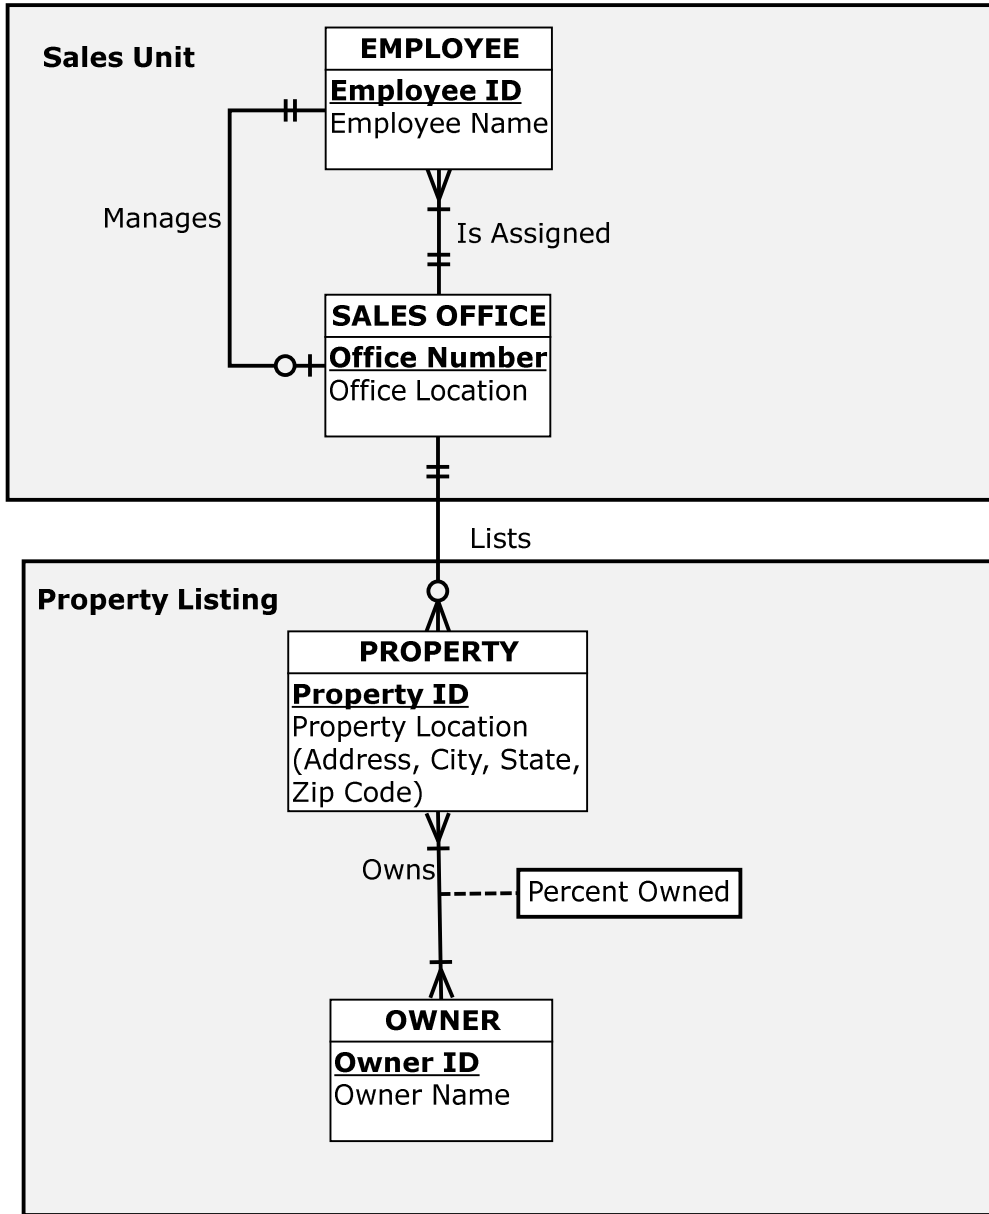 Sales Unit
EMPLOYEE
Employee ID
Employee Name
Manages
Is Assigned
SALES OFFICE
Office Number
Office Location
Lists
Property Listing
PROPERTY
Property ID
Property Location
(Address, City, State,
Zip Code)
Owns
Percent Owned
OWNER
Owner ID
Owner Name